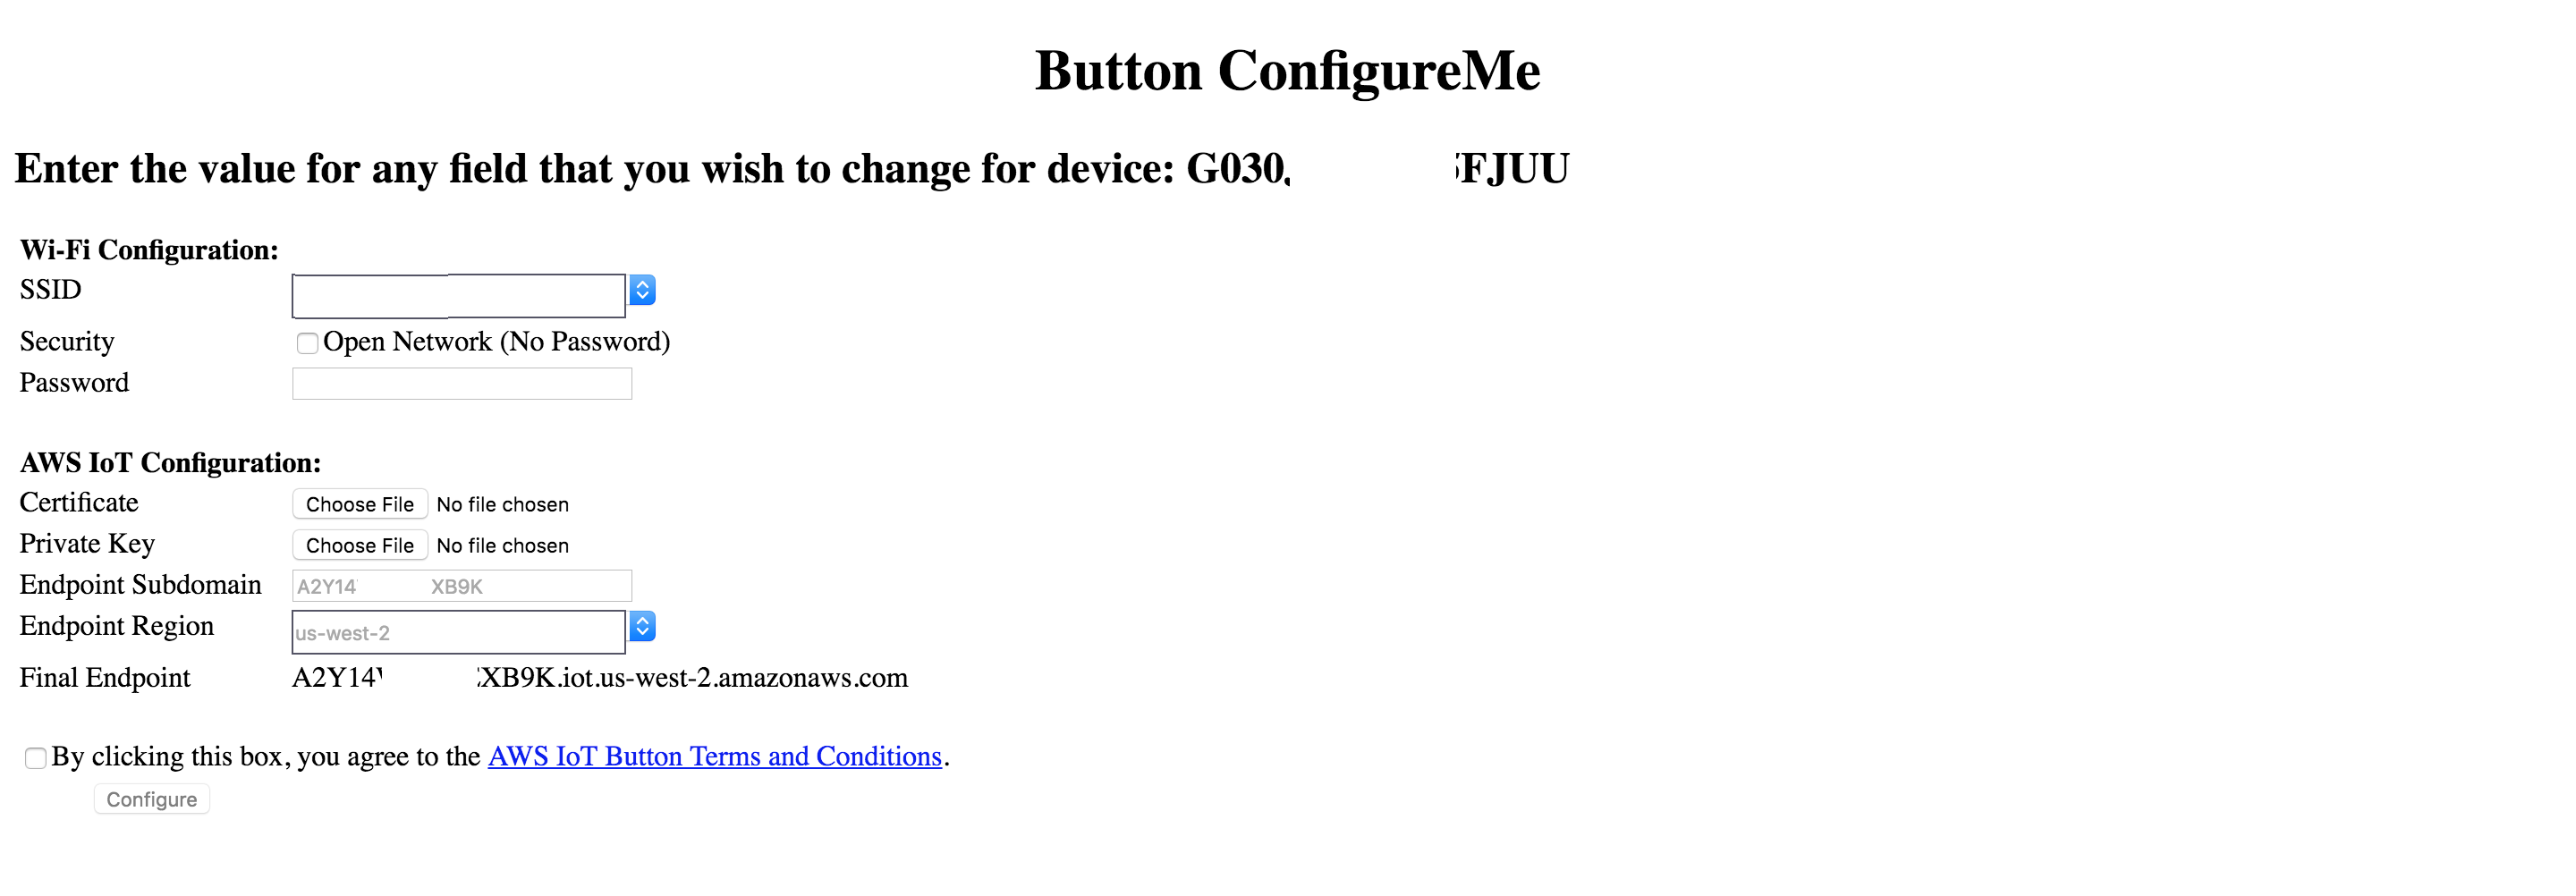 Button ConfigureMe
Enter the value for any field that you wish to change for device: G030 FJUU
Wi-Fi Configuration:
SSID
Security Open Network (No Password)
Password
AWS IoT Configuration:
Certificate Choose File No file chosen
Private Key Choose File No file chosen
Endpoint Subdomain A2Y14 XB9K
Endpoint Region us-west-2
Final Endpoint A2Y14 XB9K.iot.us-west-2.amazonaws.com
By clicking this box, you agree to the AWS IoT Button Terms and Conditions.
Configure